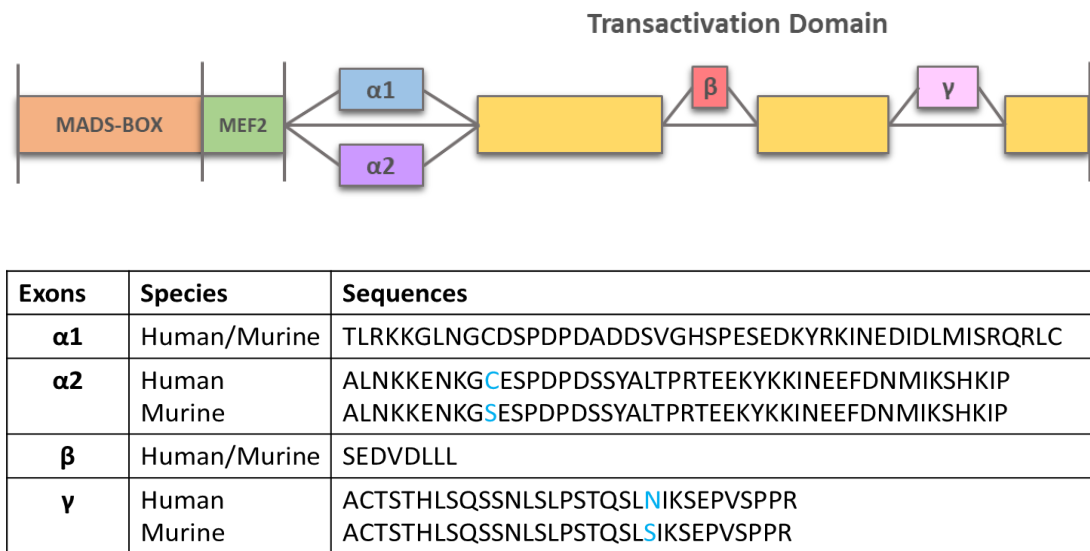 Transactivation Domain
α1
β
γ
MADS-BOX
MEF2
α2
Exons Species Sequences
α1 Human/Murine TLRKKGLNGCDSPDPDADDSVGHSPESEDKYRKINEDIDLMISRQRLC
α2 Human ALNKKENKGCESPDPDSSYALTPRTEEKYKKINEEFDNMIKSHKIP
Murine ALNKKENKGSESPDPDSSYALTPRTEEKYKKINEEFDNMIKSHKIP
β Human/Murine SEDVDLLL
γ Human ACTSTHLSQSSNLSLPSTQSLNIKSEPVSPPR
Murine ACTSTHLSQSSNLSLPSTQSLSIKSEPVSPPR